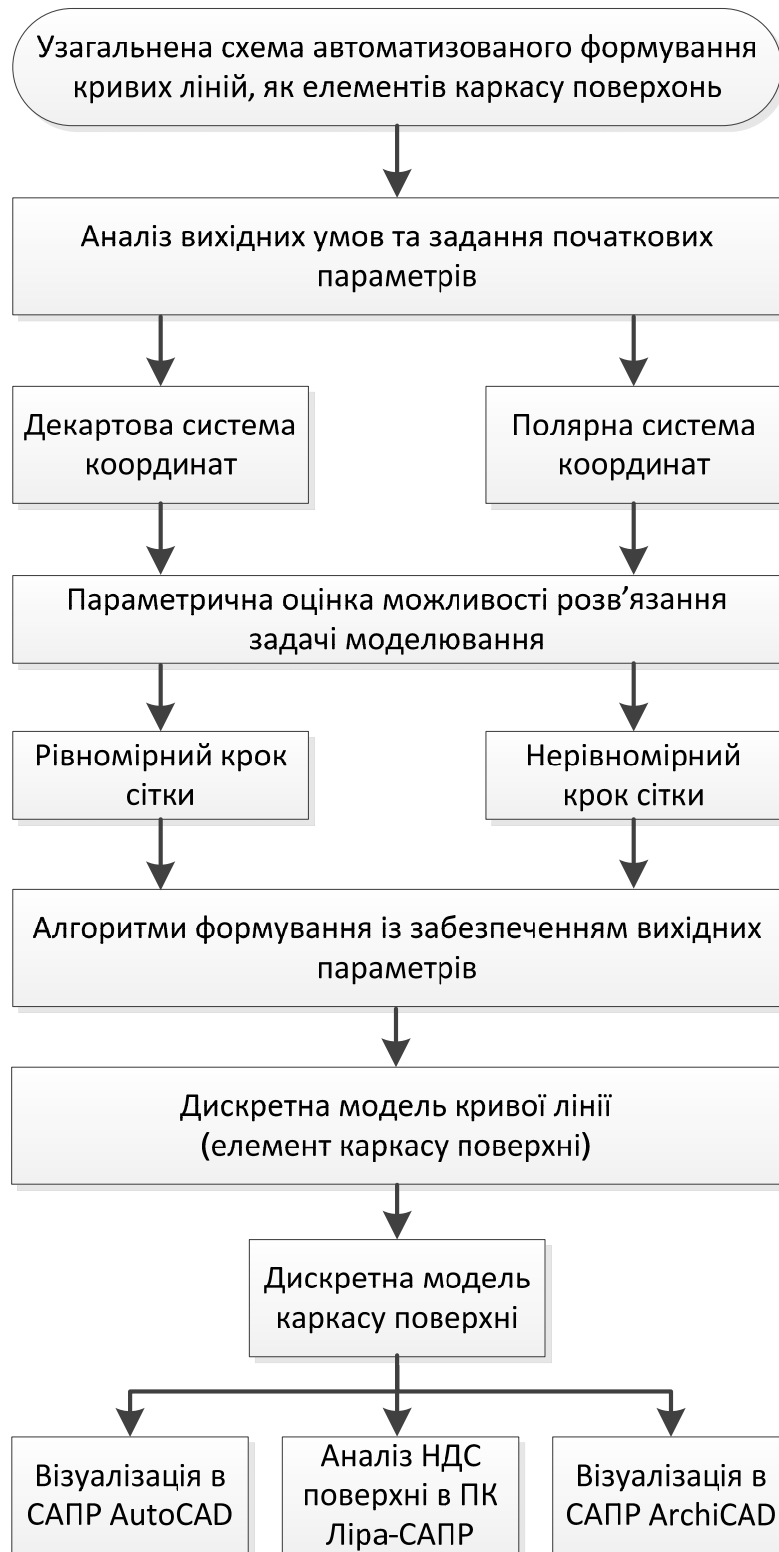 Узагальнена схема автоматизованого формування
кривих ліній, як елементів каркасу поверхонь
Аналіз вихідних умов та задання початкових
параметрів
Декартова система
координат
Полярна система
координат
Параметрична оцінка можливості розв’язання
задачі моделювання
Рівномірний крок
сітки
Нерівномірний
крок сітки
Алгоритми формування із забезпеченням вихідних
параметрів
Дискретна модель кривої лінії
(елемент каркасу поверхні)
Дискретна модель
каркасу поверхні
Візуалізація в
САПР AutoCAD
Аналіз НДС
поверхні в ПК
Ліра-САПР
Візуалізація в
САПР ArchiCAD